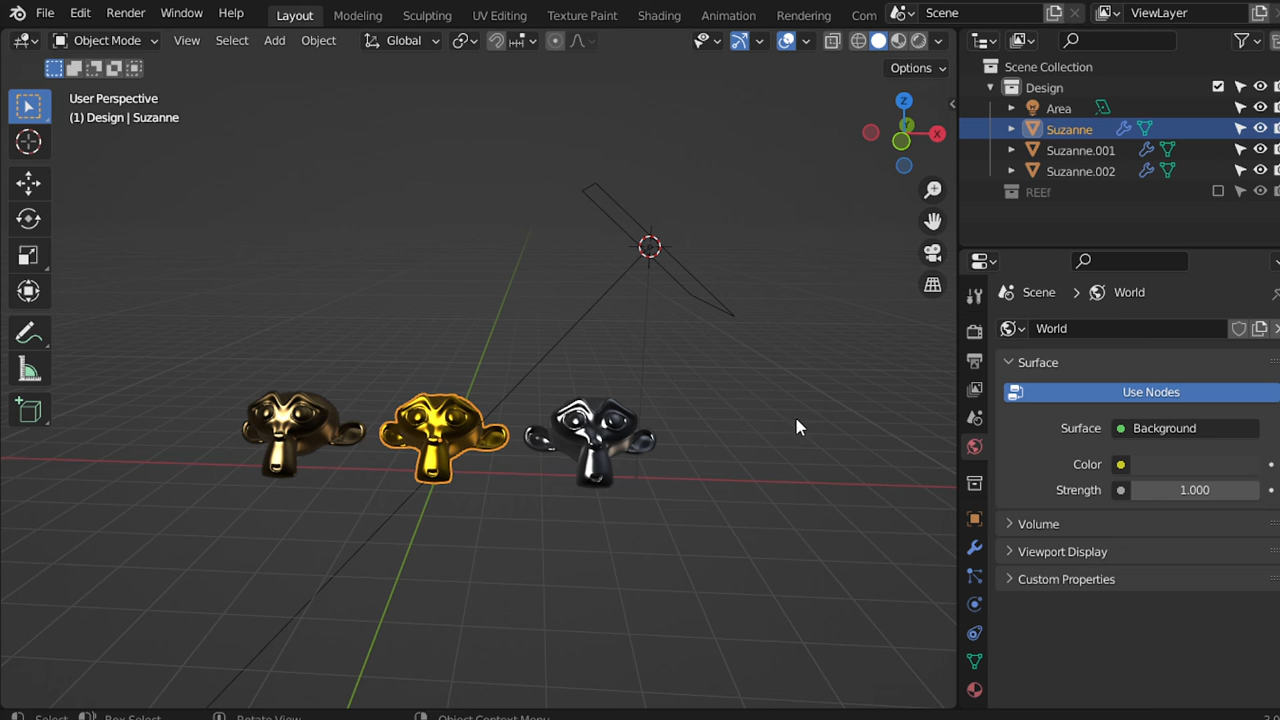 File Edit Render Window Help Layout Modeling Sculpting UV Editing Texture Paint Shading Animation Rendering Com Scene ViewLayer
Object Mode View Select Add Object Global
Options
User Perspective
(1) Design | Suzanne
Scene Collection
Design
Area
Suzanne
Suzanne.001
Suzanne.002
REEf
Scene > World
World
Surface
Use Nodes
Surface Background
Color
Strength 1.000
Volume
Viewport Display
Custom Properties
Select Box Select Rotate View Object Context Menu
X
Y
Z